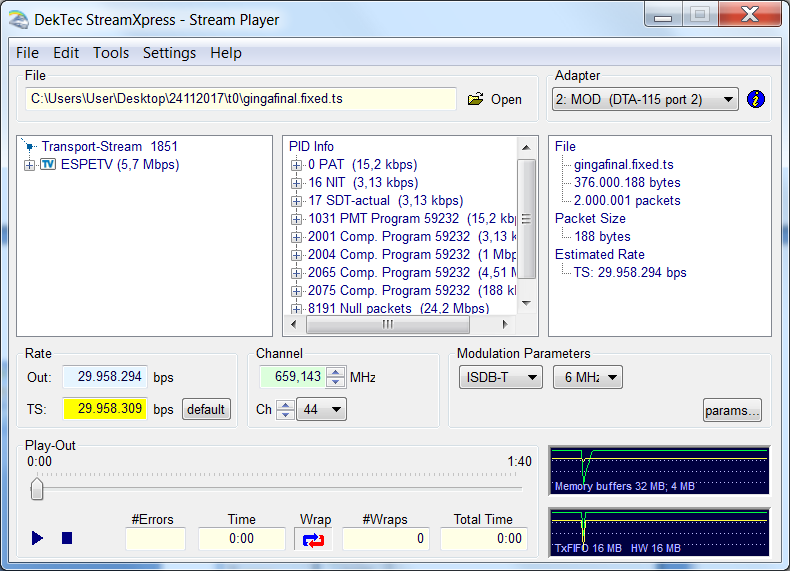 DekTec StreamXpress - Stream Player
File Edit Tools Settings Help
File
C:\Users\User\Desktop\24112017\t0\gingafinal.fixed.ts
Open
Adapter
2: MOD (DTA-115 port 2)
Transport-Stream 1851
TV ESPETV (5,7 Mbps)
PID Info
0 PAT (15,2 kbps)
16 NIT (3,13 kbps)
17 SDT-actual (3,13 kbps)
1031 PMT Program 59232 (15,2 kbp
2001 Comp. Program 59232 (3,13 k
2004 Comp. Program 59232 (1 Mbp
2065 Comp. Program 59232 (4,51 M
2075 Comp. Program 59232 (188 kl
8191 Null packets (24,2 Mbps)
File
gingafinal.fixed.ts
376.000.188 bytes
2.000.001 packets
Packet Size
188 bytes
Estimated Rate
TS: 29.958.294 bps
Rate
Out: 29.958.294 bps
TS: 29.958.309 bps default
Channel
659,143 MHz
Ch 44
Modulation Parameters
ISDB-T 6 MHz
params...
Play-Out
0:00 1:40
#Errors Time Wrap #Wraps Total Time
0:00 0 0:00
Memory buffers 32 MB; 4 MB
TxFIFO 16 MB HW 16 MB